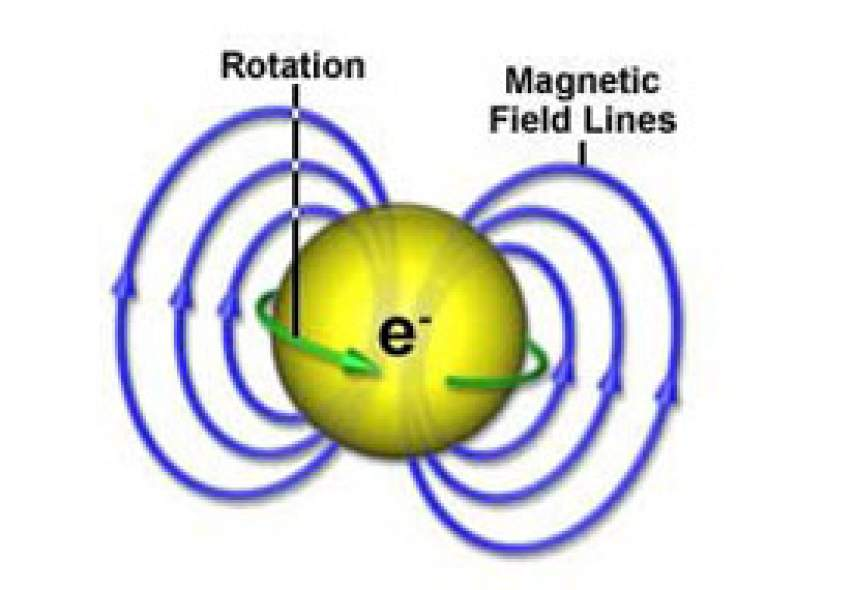 Rotation
Magnetic
Field Lines
e-